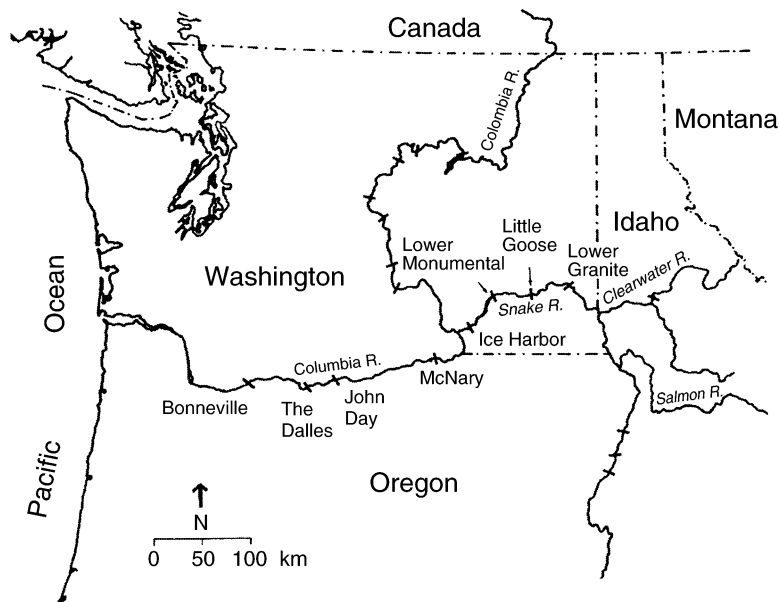 Canada
Colombia R.
Montana
Idaho
Little
Goose
Lower
Monumental
Lower
Granite
Clearwater R.
Washington
Ocean
Snake R.
Ice Harbor
Columbia R.
McNary
Bonneville
The
Dalles
John
Day
Salmon R.
Pacific
Oregon
N
0 50 100 km